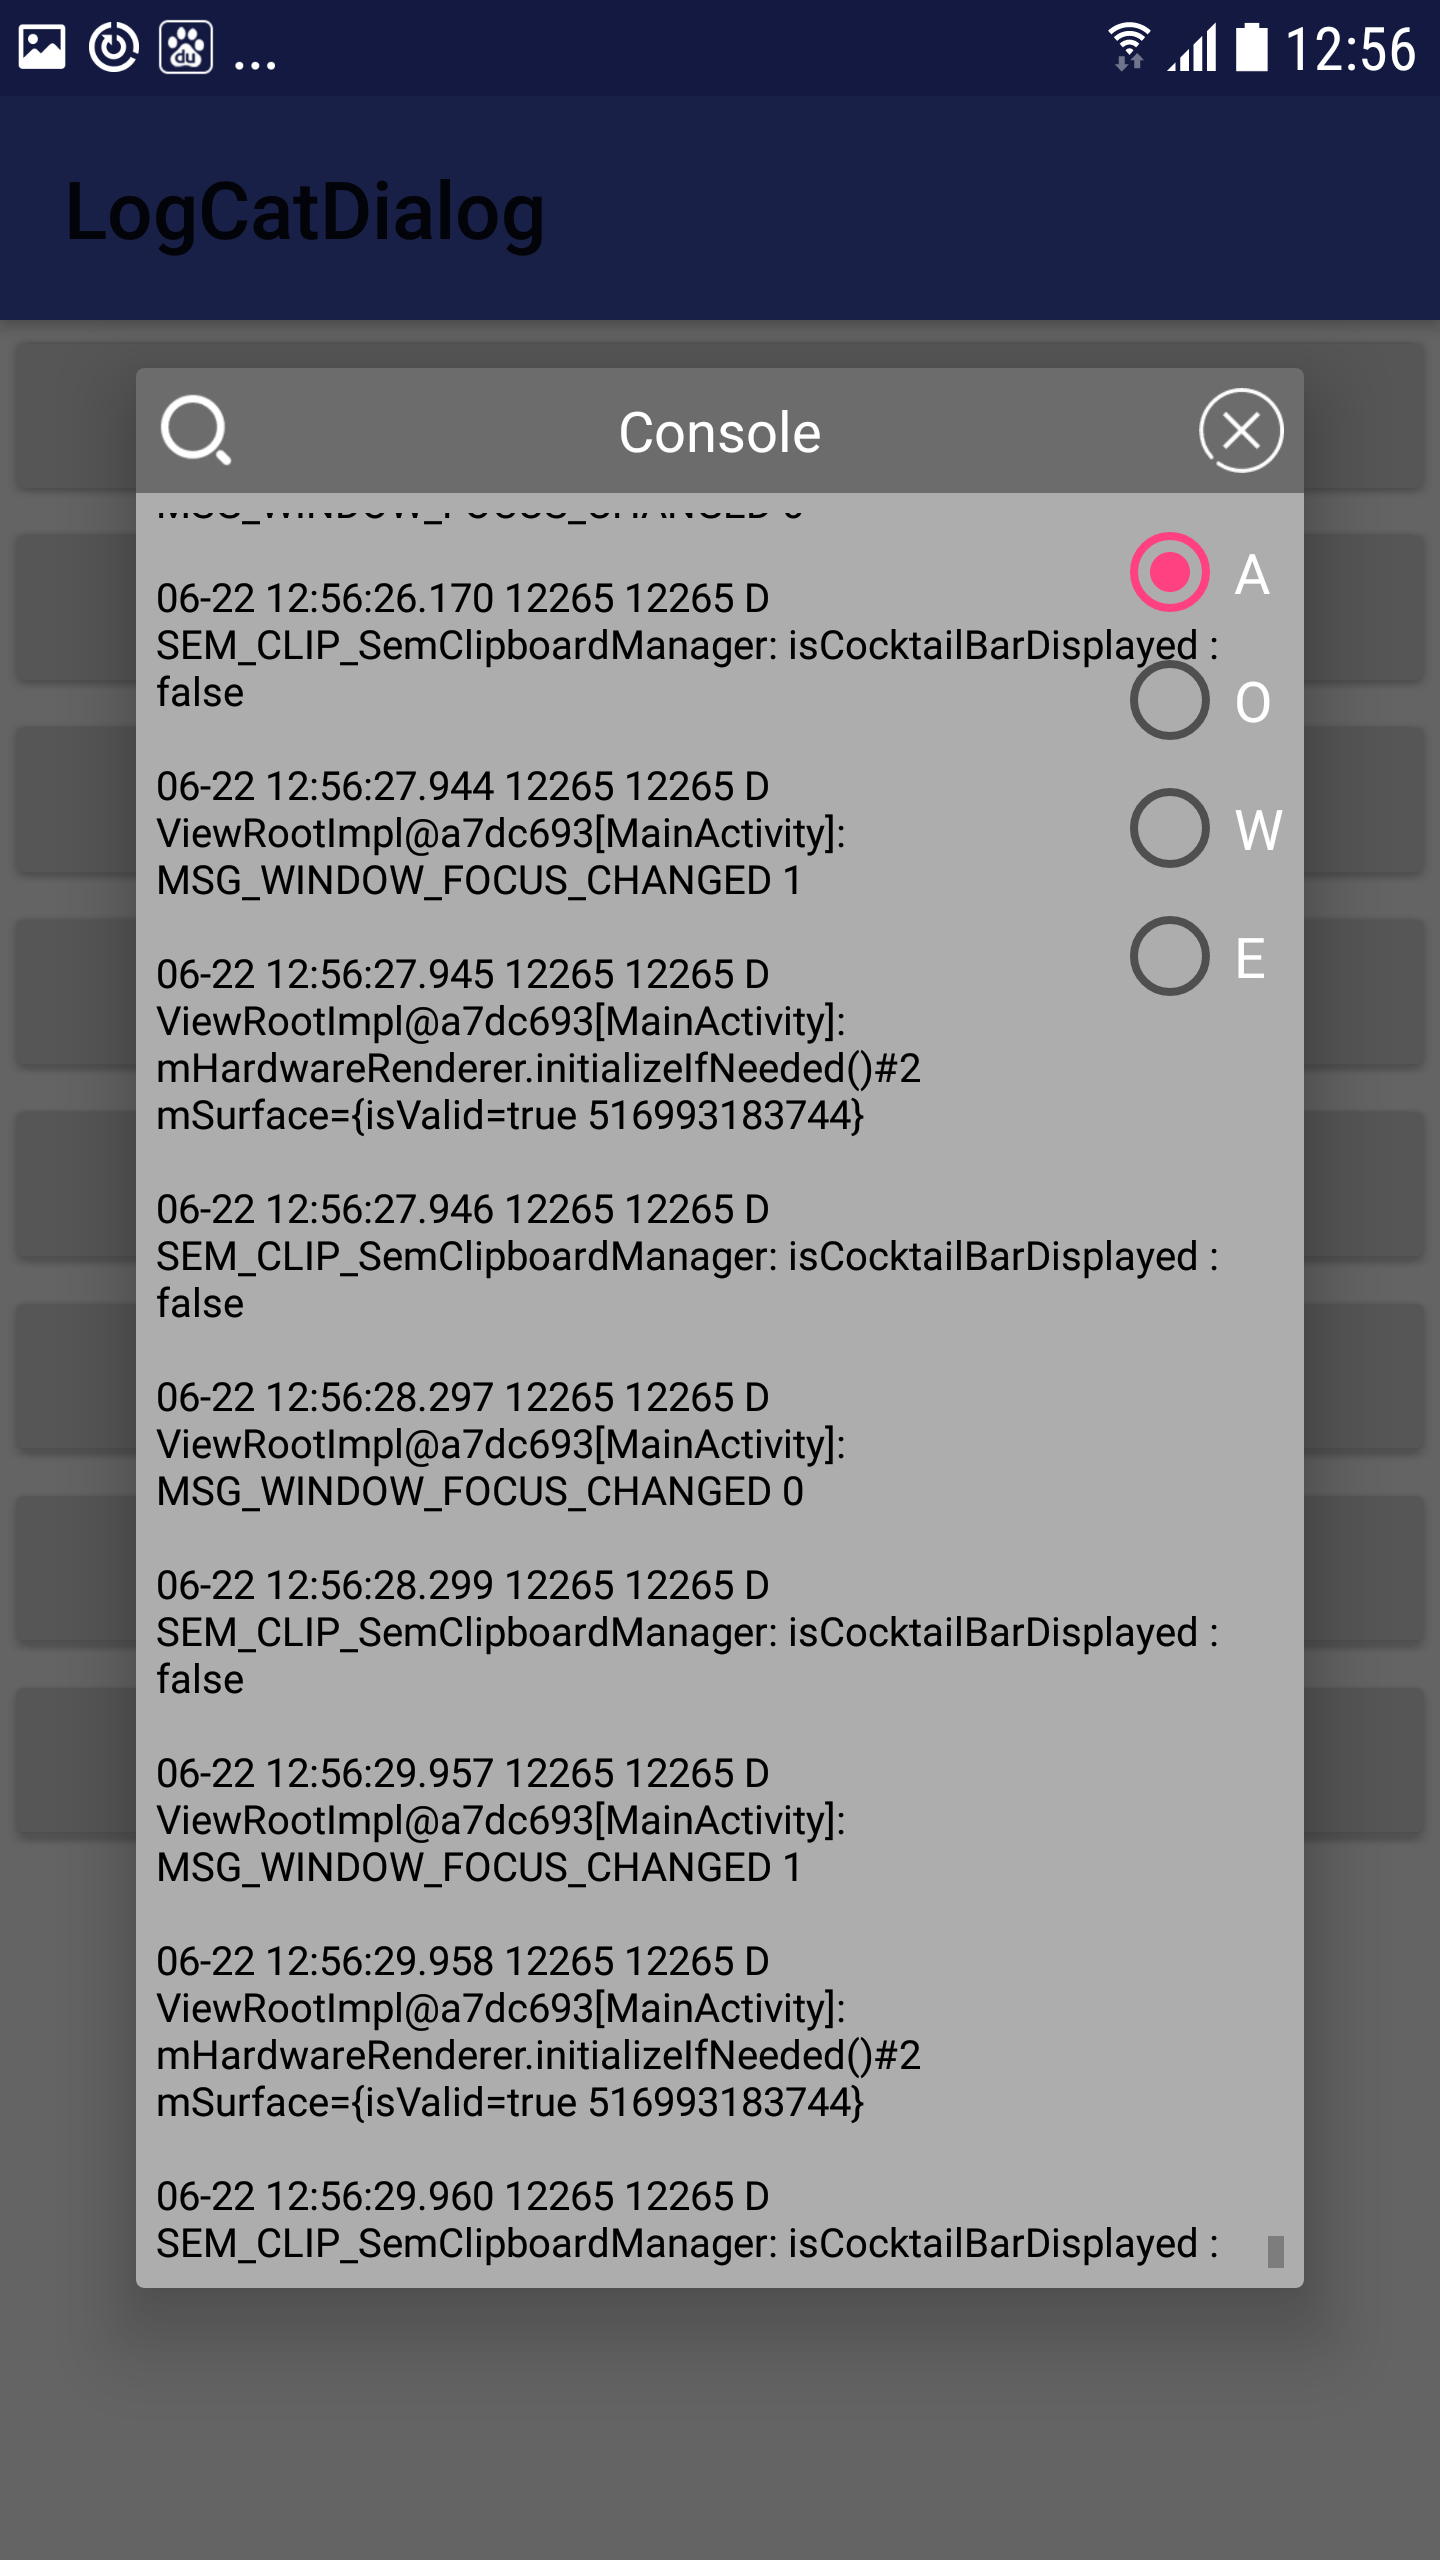 ... 12:56
LogCatDialog
Console
MSG_WINDOW_FOCUS_CHANGED 0
A
06-22 12:56:26.170 12265 12265 D
SEM_CLIP_SemClipboardManager: isCocktailBarDisplayed :
false
O
06-22 12:56:27.944 12265 12265 D
ViewRootImpl@a7dc693[MainActivity]:
W
MSG_WINDOW_FOCUS_CHANGED 1
06-22 12:56:27.945 12265 12265 D
E
ViewRootImpl@a7dc693[MainActivity]:
mHardwareRenderer.initializeIfNeeded()#2
mSurface={isValid=true 516993183744}
06-22 12:56:27.946 12265 12265 D
SEM_CLIP_SemClipboardManager: isCocktailBarDisplayed :
false
06-22 12:56:28.297 12265 12265 D
ViewRootImpl@a7dc693[MainActivity]:
MSG_WINDOW_FOCUS_CHANGED 0
06-22 12:56:28.299 12265 12265 D
SEM_CLIP_SemClipboardManager: isCocktailBarDisplayed :
false
06-22 12:56:29.957 12265 12265 D
ViewRootImpl@a7dc693[MainActivity]:
MSG_WINDOW_FOCUS_CHANGED 1
06-22 12:56:29.958 12265 12265 D
ViewRootImpl@a7dc693[MainActivity]:
mHardwareRenderer.initializeIfNeeded()#2
mSurface={isValid=true 516993183744}
06-22 12:56:29.960 12265 12265 D
SEM_CLIP_SemClipboardManager: isCocktailBarDisplayed :